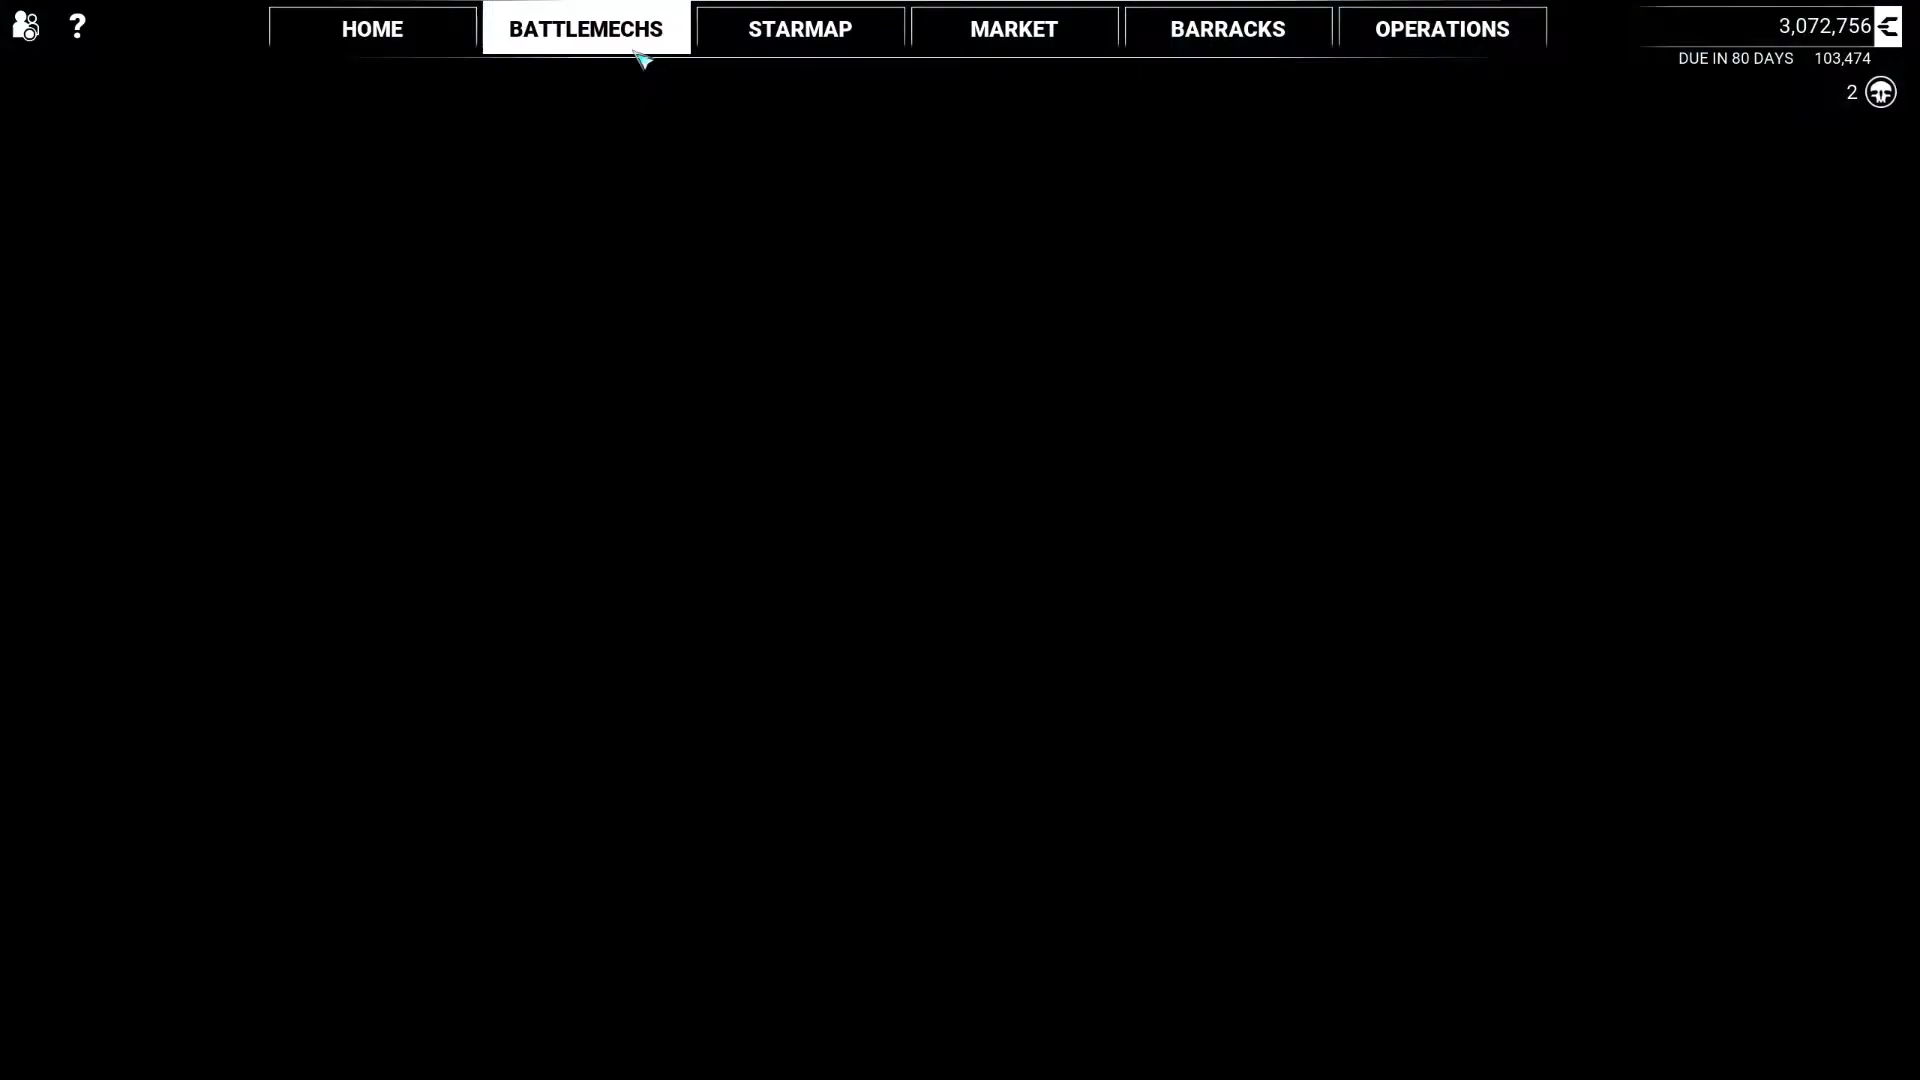 ?
HOME
BATTLEMECHS
STARMAP
MARKET
BARRACKS
OPERATIONS
3,072,756
DUE IN 80 DAYS 103,474
2